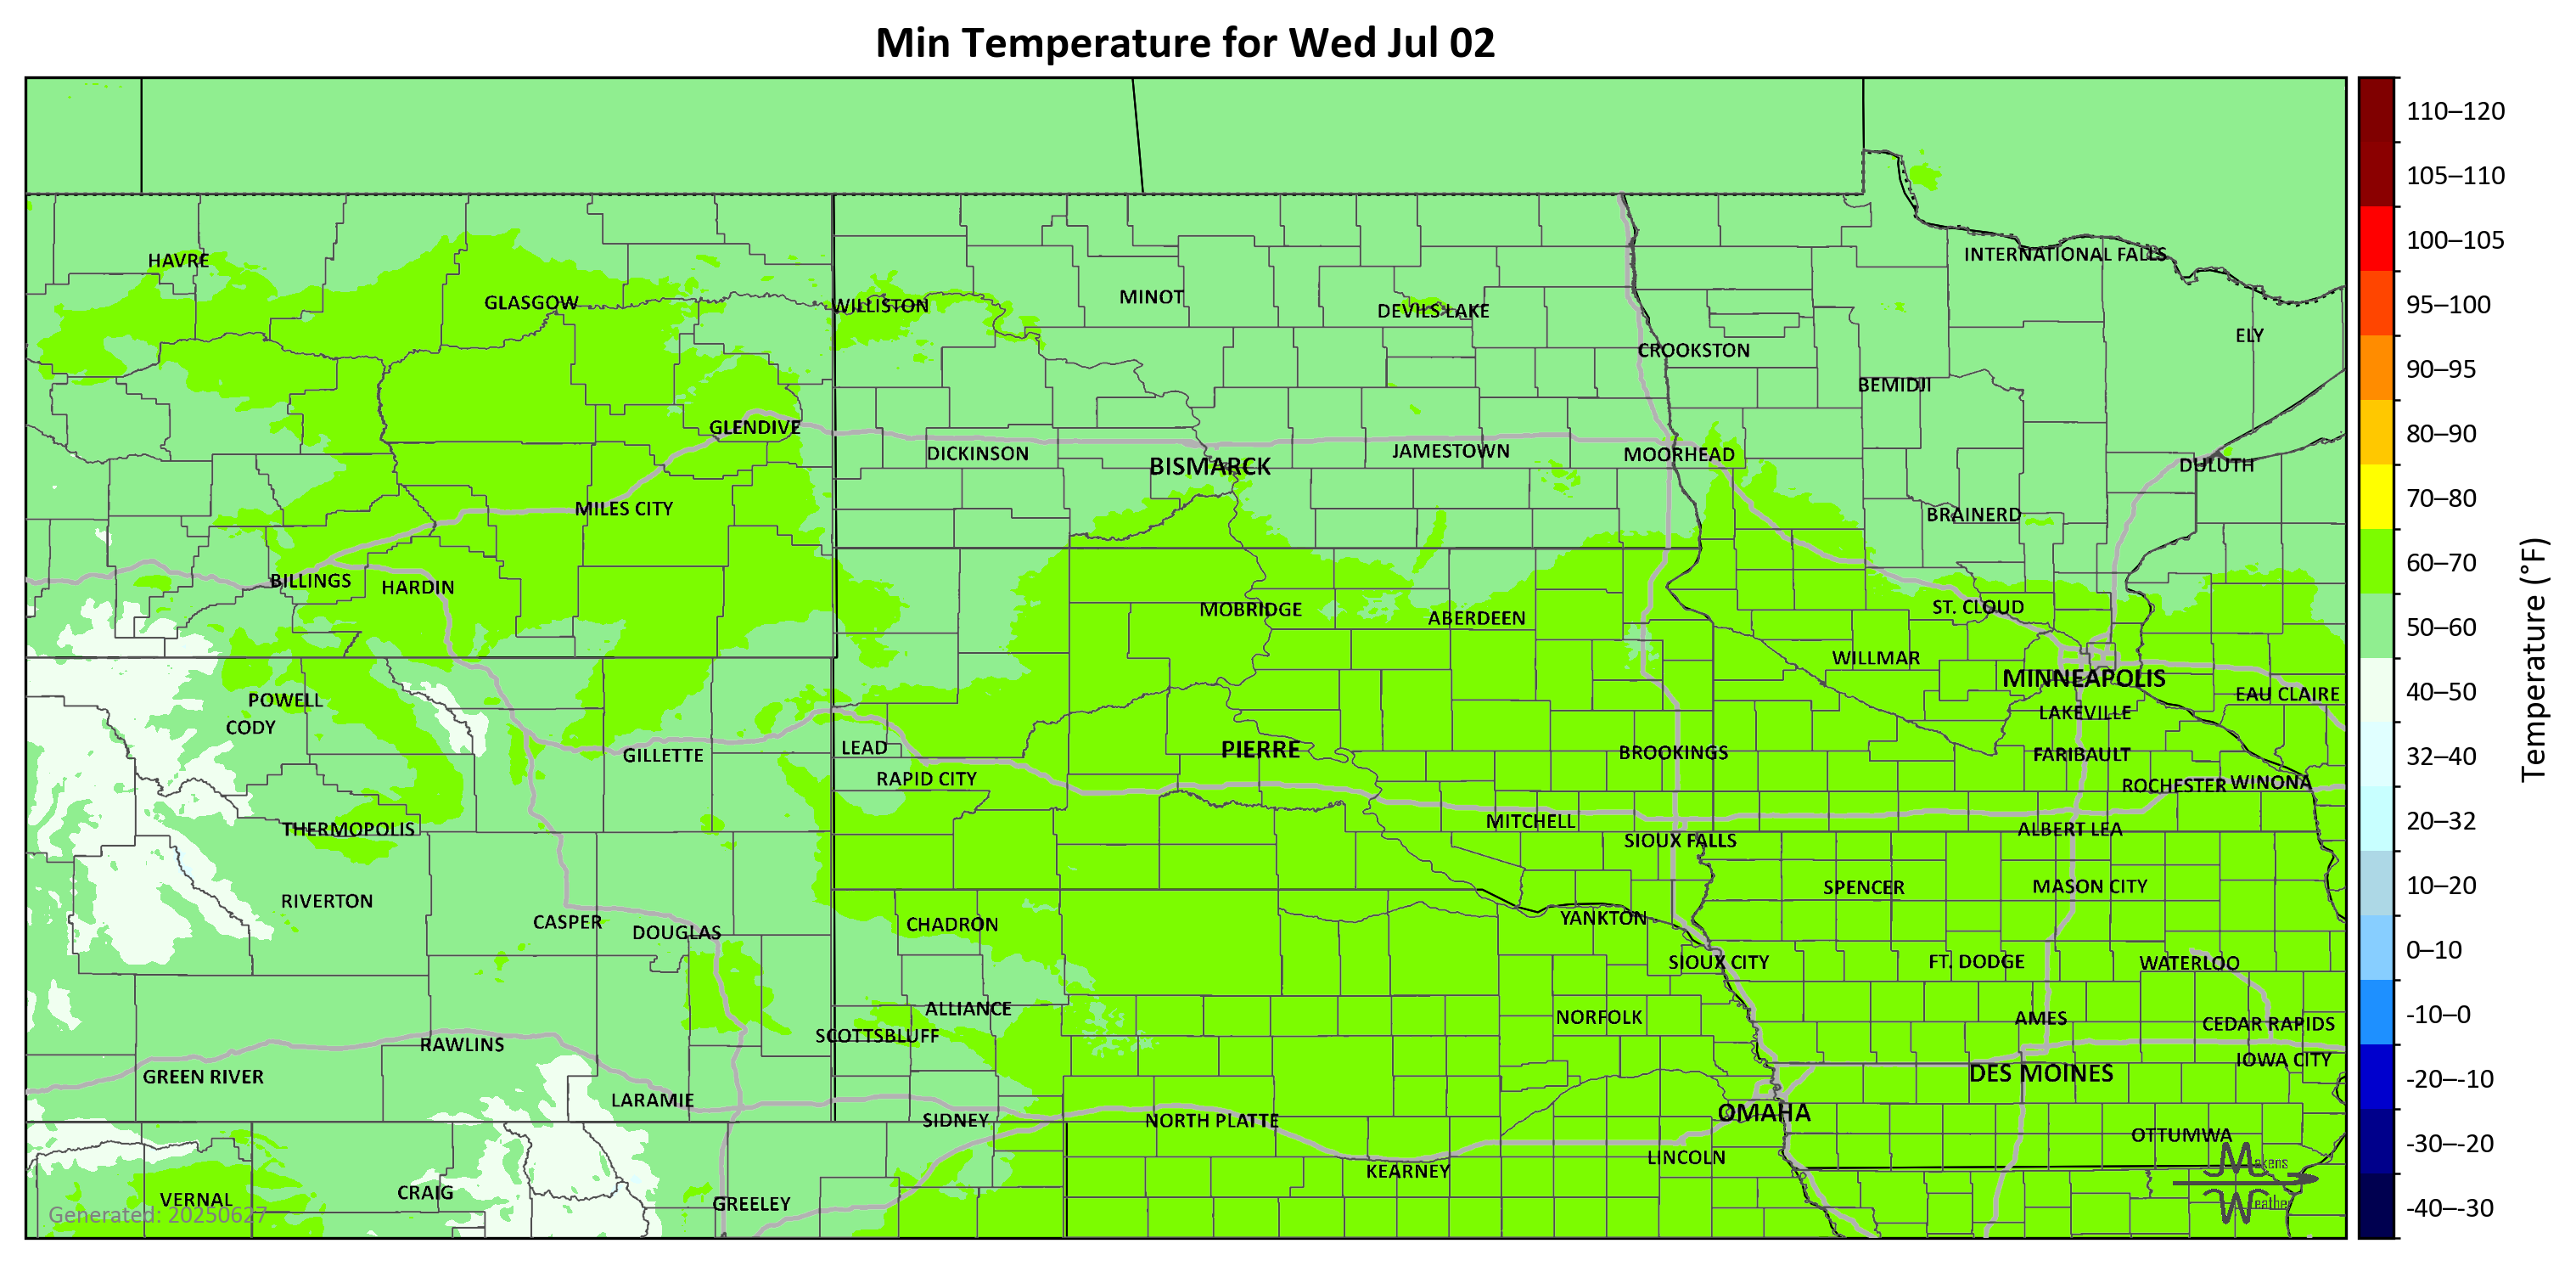 Min Temperature for Wed Jul 02
110–120
105–110
INTERNATIONAL FALLS
HAVRE
100–105
MINOT
GLASGOW
WILLISTON
DEVILS LAKE
95–100
ELY
CROOKSTON
90–95
BEMIDJI
GLENDIVE
80–90
DICKINSON
JAMESTOWN
MOORHEAD
BISMARCK
DULUTH
70–80
MILES CITY
BRAINERD
60–70
BILLINGS
HARDIN
MOBRIDGE
ABERDEEN
ST. CLOUD
50–60
Temperature (°F)
WILLMAR
MINNEAPOLIS
40–50
POWELL
EAU CLAIRE
CODY
LAKEVILLE
GILLETTE
LEAD
PIERRE
BROOKINGS
FARIBAULT
32–40
RAPID CITY
ROCHESTER
WINONA
THERMOPOLIS
MITCHELL
20–32
SIOUX FALLS
ALBERT LEA
RIVERTON
SPENCER
MASON CITY
10–20
CASPER
DOUGLAS
CHADRON
YANKTON
0–10
SIOUX CITY
FT. DODGE
WATERLOO
ALLIANCE
NORFOLK
AMES
-10–0
SCOTTSBLUFF
CEDAR RAPIDS
RAWLINS
IOWA CITY
GREEN RIVER
DES MOINES
-20–-10
LARAMIE
SIDNEY
NORTH PLATTE
OMAHA
OTTUMWA
-30–-20
KEARNEY
LINCOLN
Makens
VERNAL
CRAIG
GREELEY
Weather
-40–-30
Generated: 20250627